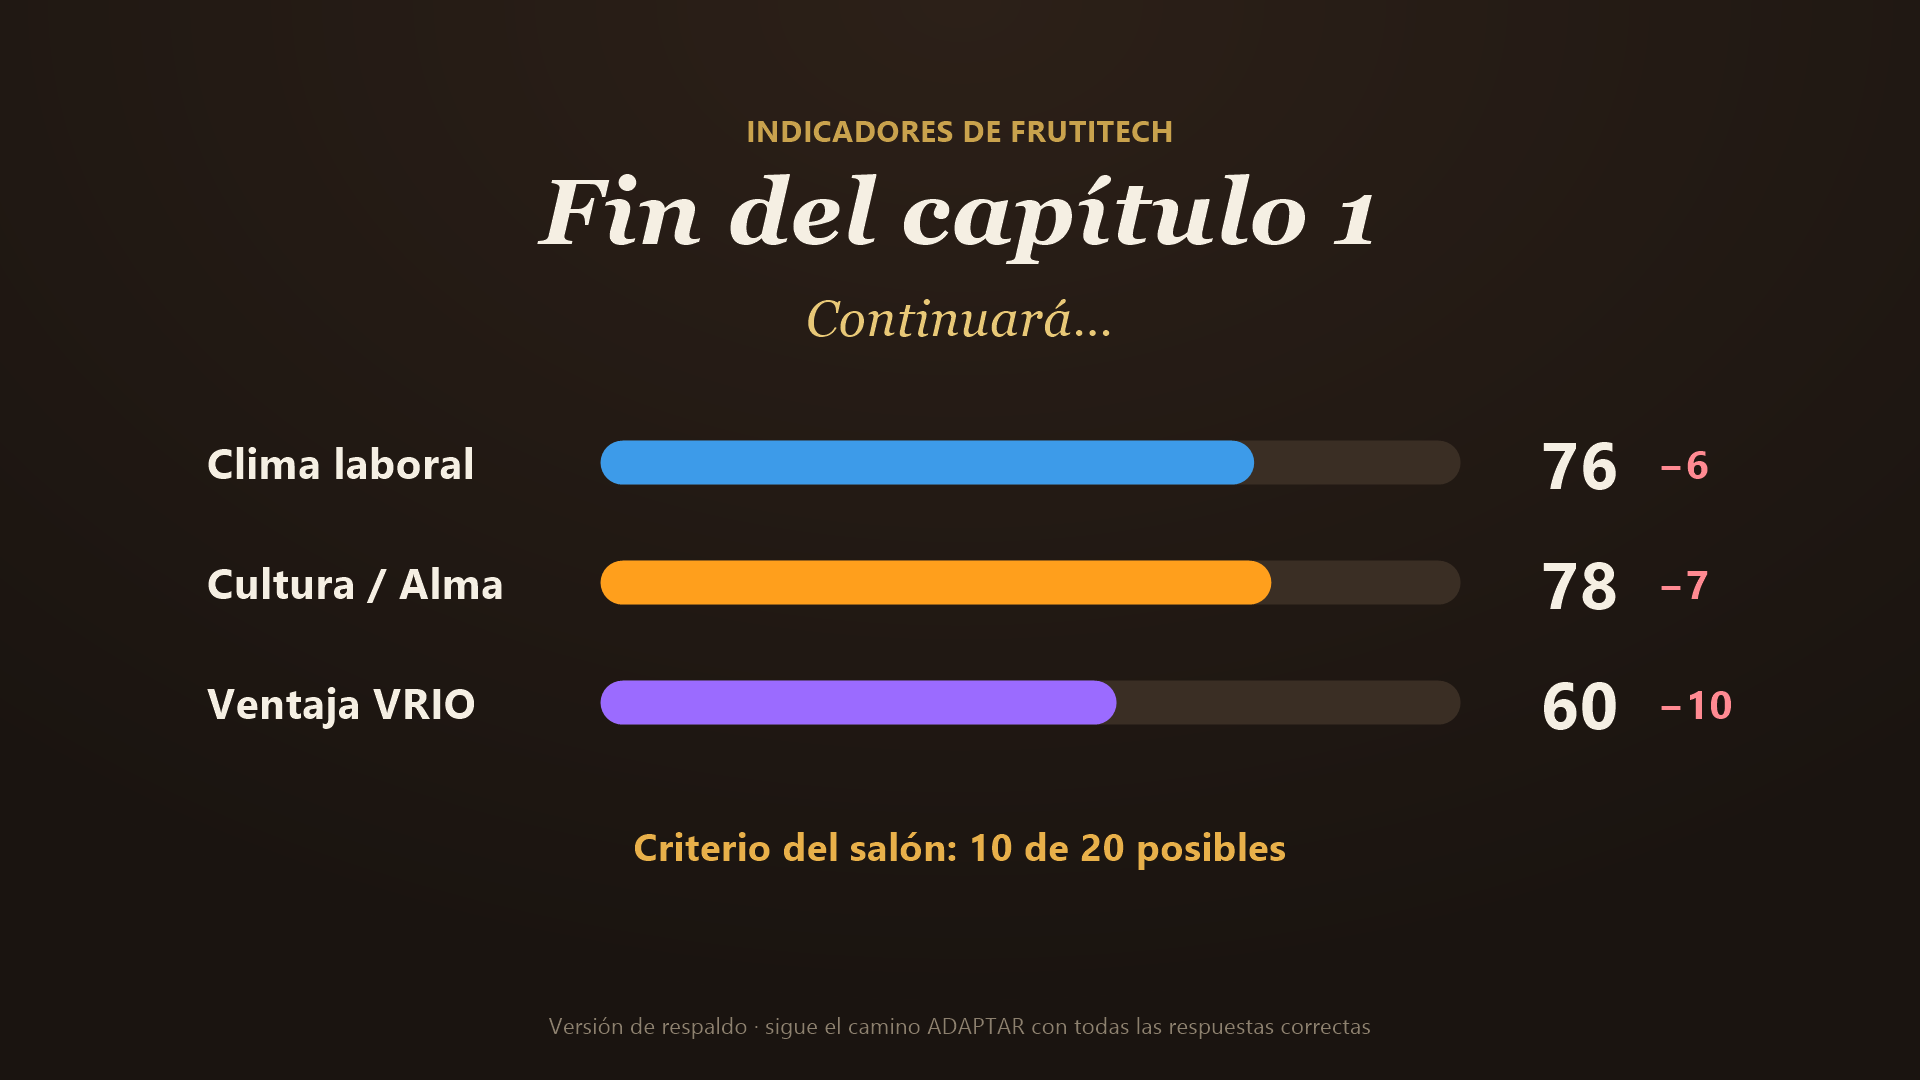 INDICADORES DE FRUTITECH
Fin del capítulo 1
Continuará...
Clima laboral 76 −6
Cultura / Alma 78 −7
Ventaja VRIO 60 −10
Criterio del salón: 10 de 20 posibles
Versión de respaldo · sigue el camino ADAPTAR con todas las respuestas correctas